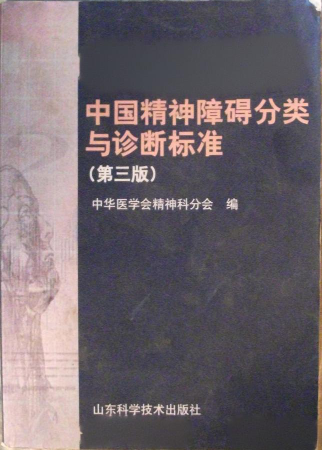 中国精神障碍分类
与诊断标准
(第三版)
中华医学会精神科分会 编
山东科学技术出版社